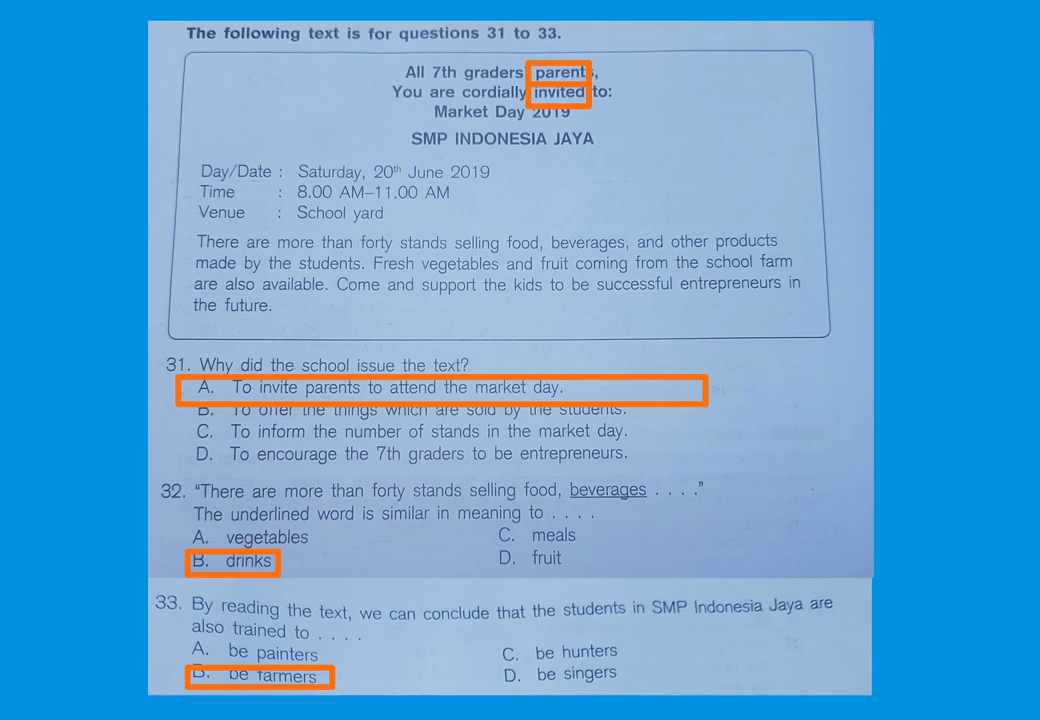 The following text is for questions 31 to 33.
All 7th graders' parents,
You are cordially invited to:
Market Day 2019
SMP INDONESIA JAYA
Day/Date : Saturday, 20th June 2019
Time : 8.00 AM–11.00 AM
Venue : School yard
There are more than forty stands selling food, beverages, and other products
made by the students. Fresh vegetables and fruit coming from the school farm
are also available. Come and support the kids to be successful entrepreneurs in
the future.
31. Why did the school issue the text?
A. To invite parents to attend the market day.
B. To offer the things which are sold by the students.
C. To inform the number of stands in the market day.
D. To encourage the 7th graders to be entrepreneurs.
32. "There are more than forty stands selling food, beverages . . . ."
The underlined word is similar in meaning to . . . .
A. vegetables C. meals
B. drinks D. fruit
33. By reading the text, we can conclude that the students in SMP Indonesia Jaya are
also trained to . . . .
A. be painters C. be hunters
B. be farmers D. be singers